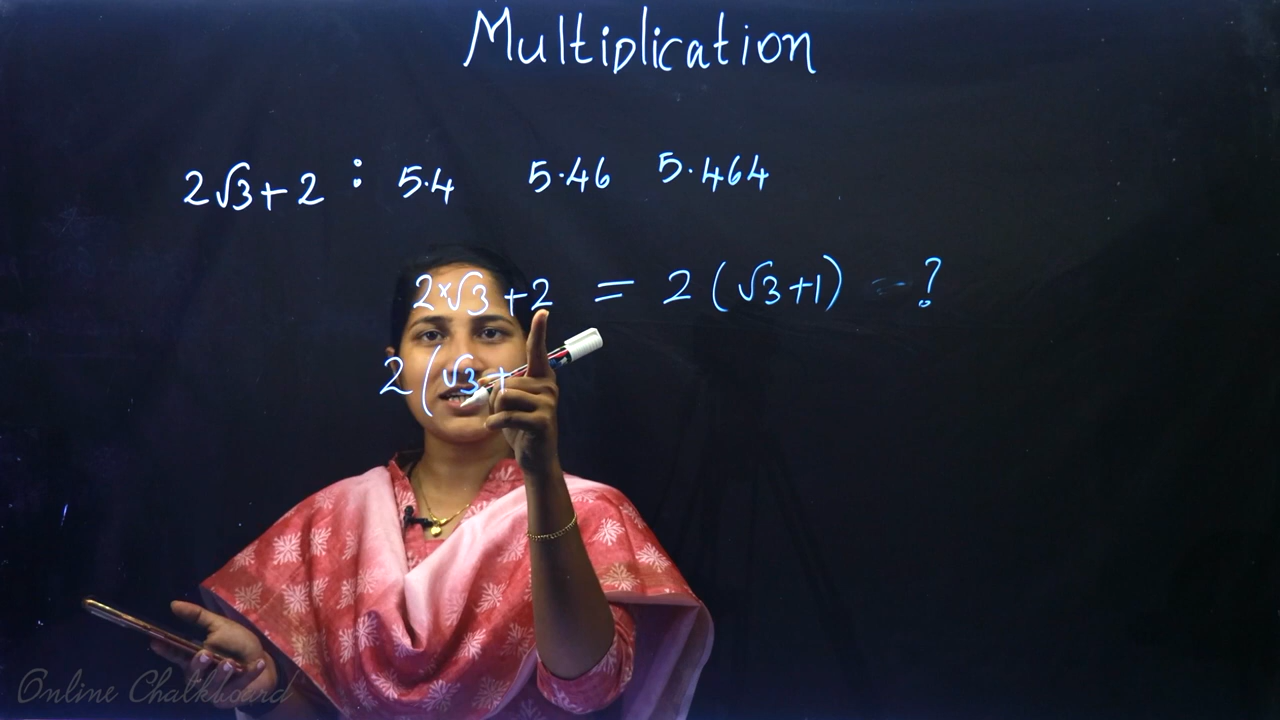 Multiplication
2√3+2 : 5.4 5.46 5.464
2×√3+2 = 2(√3+1) = ?
2(√3+
Online Chalkboard